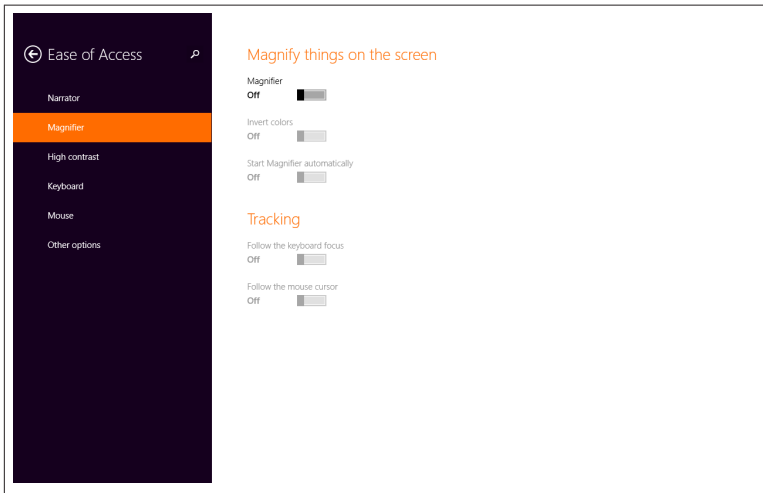 Ease of Access
Narrator
Magnifier
High contrast
Keyboard
Mouse
Other options
Magnify things on the screen
Magnifier
Off
Invert colors
Off
Start Magnifier automatically
Off
Tracking
Follow the keyboard focus
Off
Follow the mouse cursor
Off